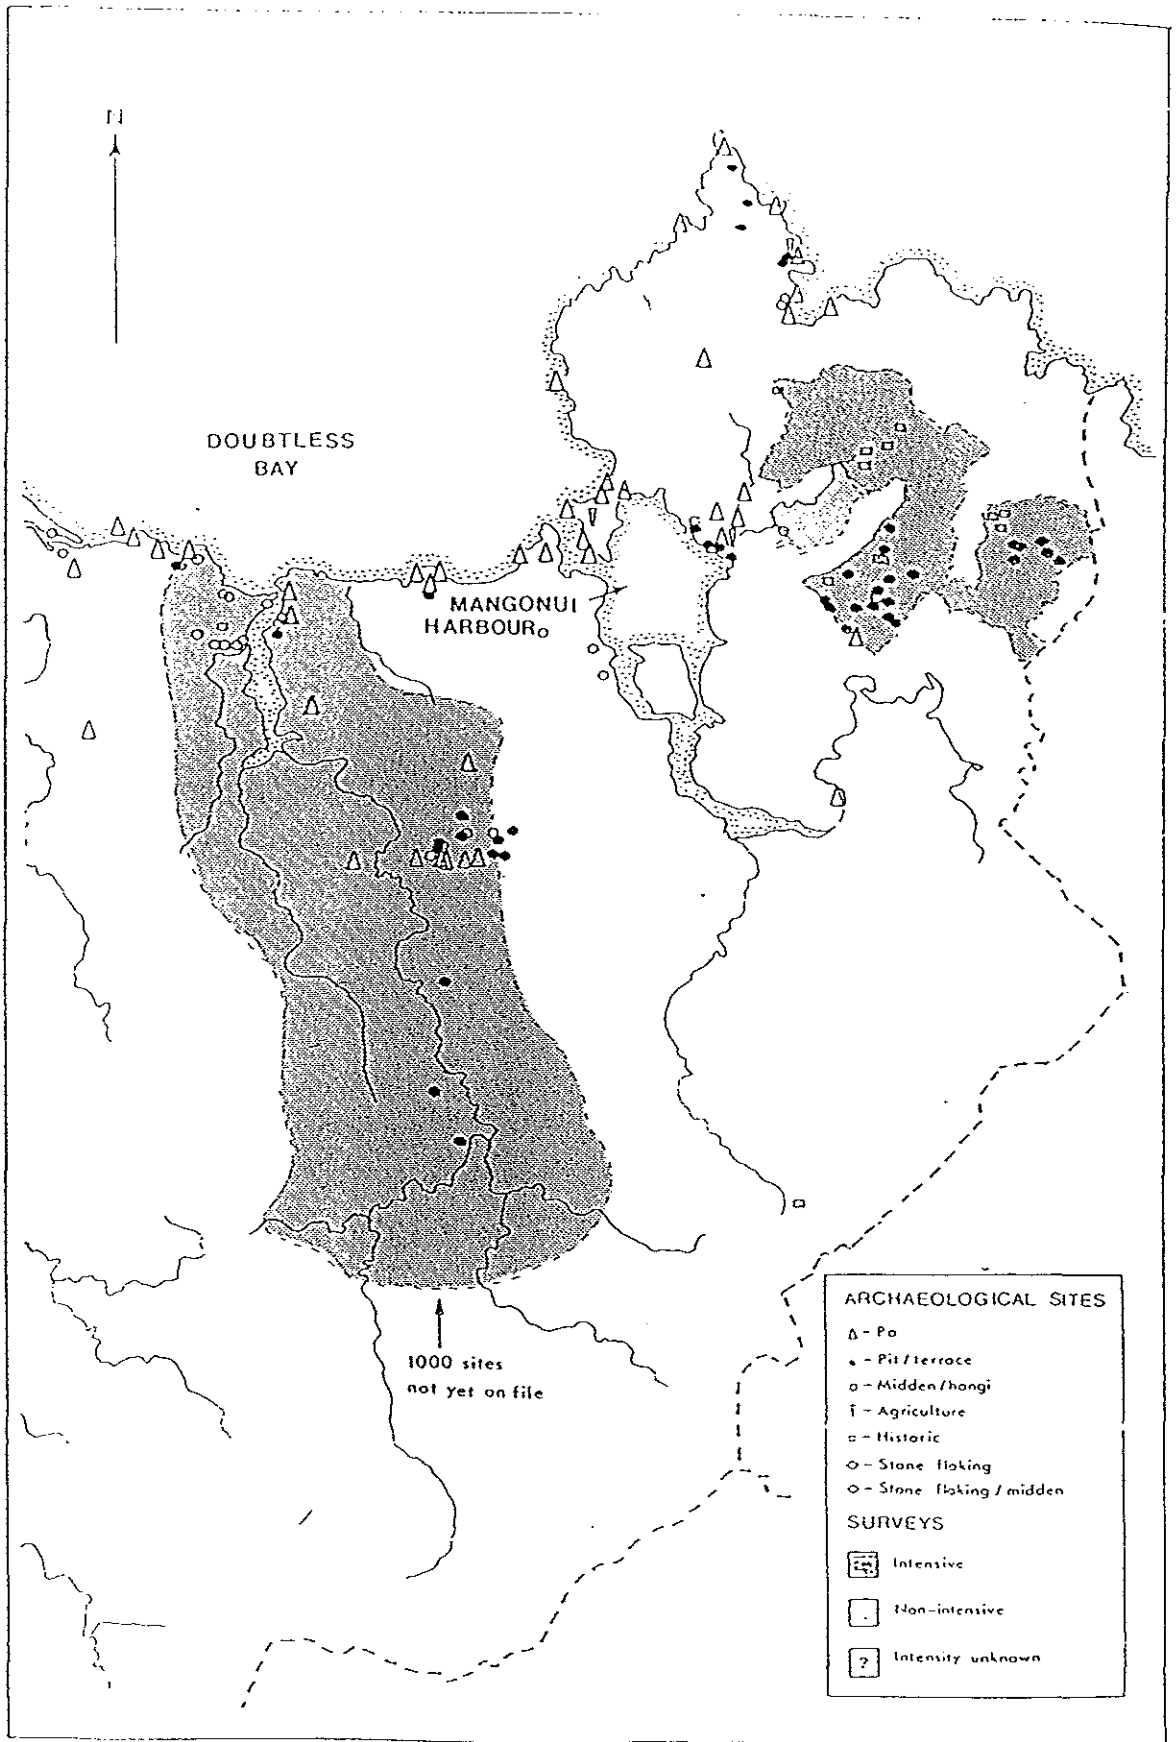 N
DOUBTLESS
BAY
MANGONUI
HARBOUR
1000 sites
not yet on file
ARCHAEOLOGICAL SITES
- Pa
- Pit / terrace
- Midden / hangi
- Agriculture
- Historic
- Stone flaking
- Stone flaking / midden
SURVEYS
Intensive
Non-intensive
? Intensity unknown